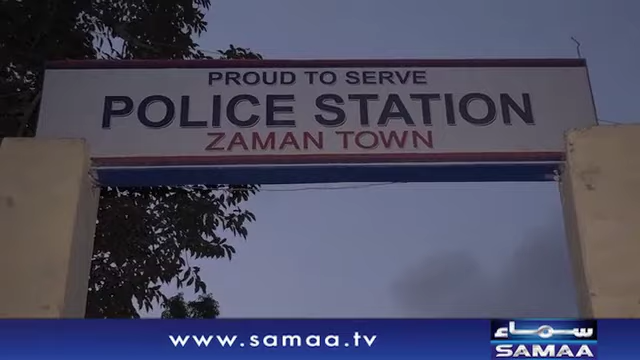 PROUD TO SERVE
POLICE STATION
ZAMAN TOWN
www.samaa.tv
سماء
SAMAA